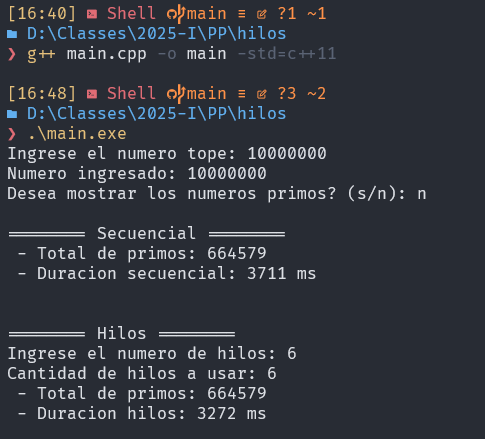 [16:40] Shell main ≡ ?1 ~1
D:\Classes\2025-I\PP\hilos
❯ g++ main.cpp -o main -std=c++11
[16:48] Shell main ≡ ?3 ~2
D:\Classes\2025-I\PP\hilos
❯ .\main.exe
Ingrese el numero tope: 10000000
Numero ingresado: 10000000
Desea mostrar los numeros primos? (s/n): n
======== Secuencial ========
- Total de primos: 664579
- Duracion secuencial: 3711 ms
======== Hilos ========
Ingrese el numero de hilos: 6
Cantidad de hilos a usar: 6
- Total de primos: 664579
- Duracion hilos: 3272 ms